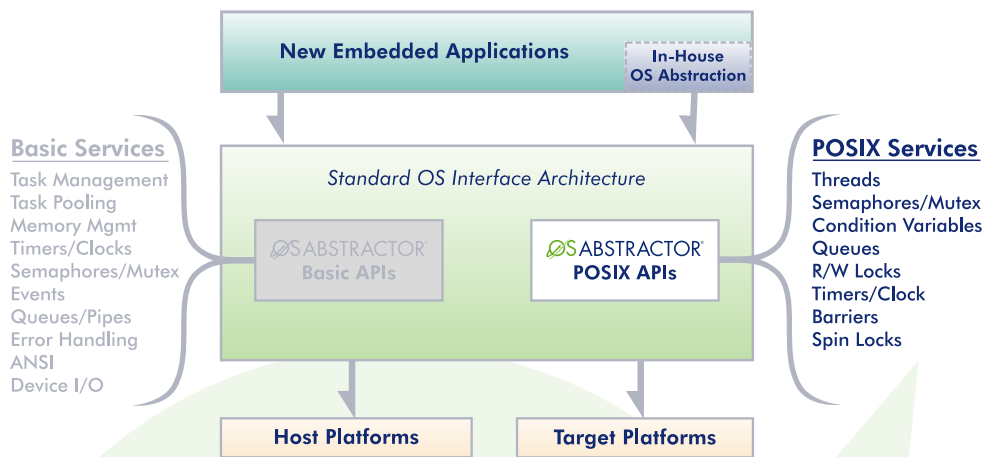 New Embedded Applications
In-House
OS Abstraction
Basic Services
Task Management
Task Pooling
Memory Mgmt
Timers/Clocks
Semaphores/Mutex
Events
Queues/Pipes
Error Handling
ANSI
Device I/O
Standard OS Interface Architecture
OS ABSTRACTOR®
Basic APIs
OS ABSTRACTOR®
POSIX APIs
POSIX Services
Threads
Semaphores/Mutex
Condition Variables
Queues
R/W Locks
Timers/Clock
Barriers
Spin Locks
Host Platforms
Target Platforms